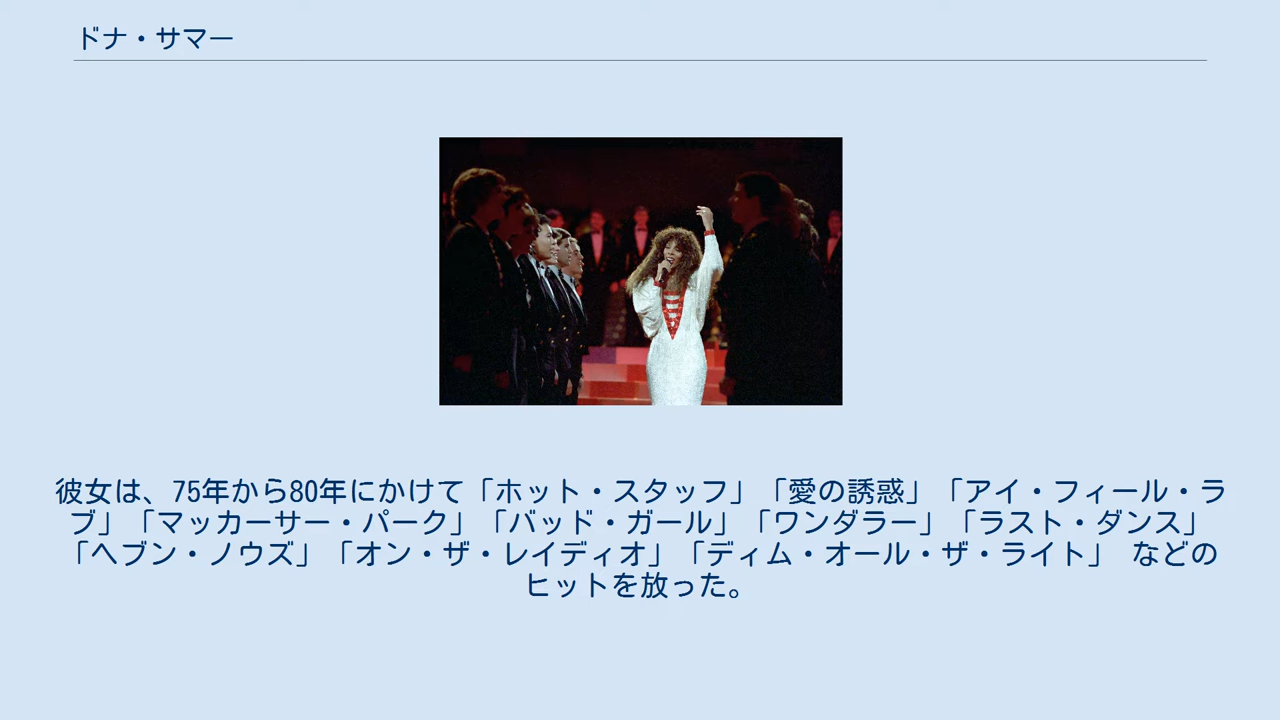 ドナ・サマー
彼女は、75年から80年にかけて「ホット・スタッフ」「愛の誘惑」「アイ・フィール・ラ
ブ」「マッカーサー・パーク」「バッド・ガール」「ワンダラー」「ラスト・ダンス」
「ヘブン・ノウズ」「オン・ザ・レイディオ」「ディム・オール・ザ・ライト」 などの
ヒットを放った。